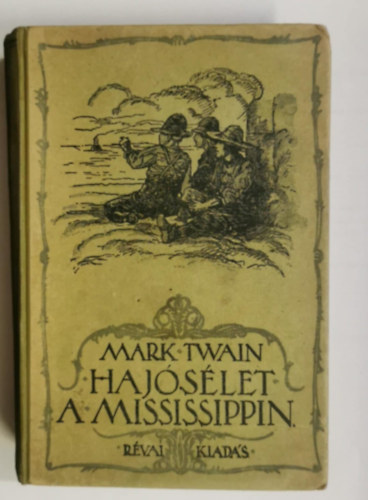 MARK TWAIN
HAJÓSÉLET
A MISSISSIPPIN.
RÉVAI KIADÁS